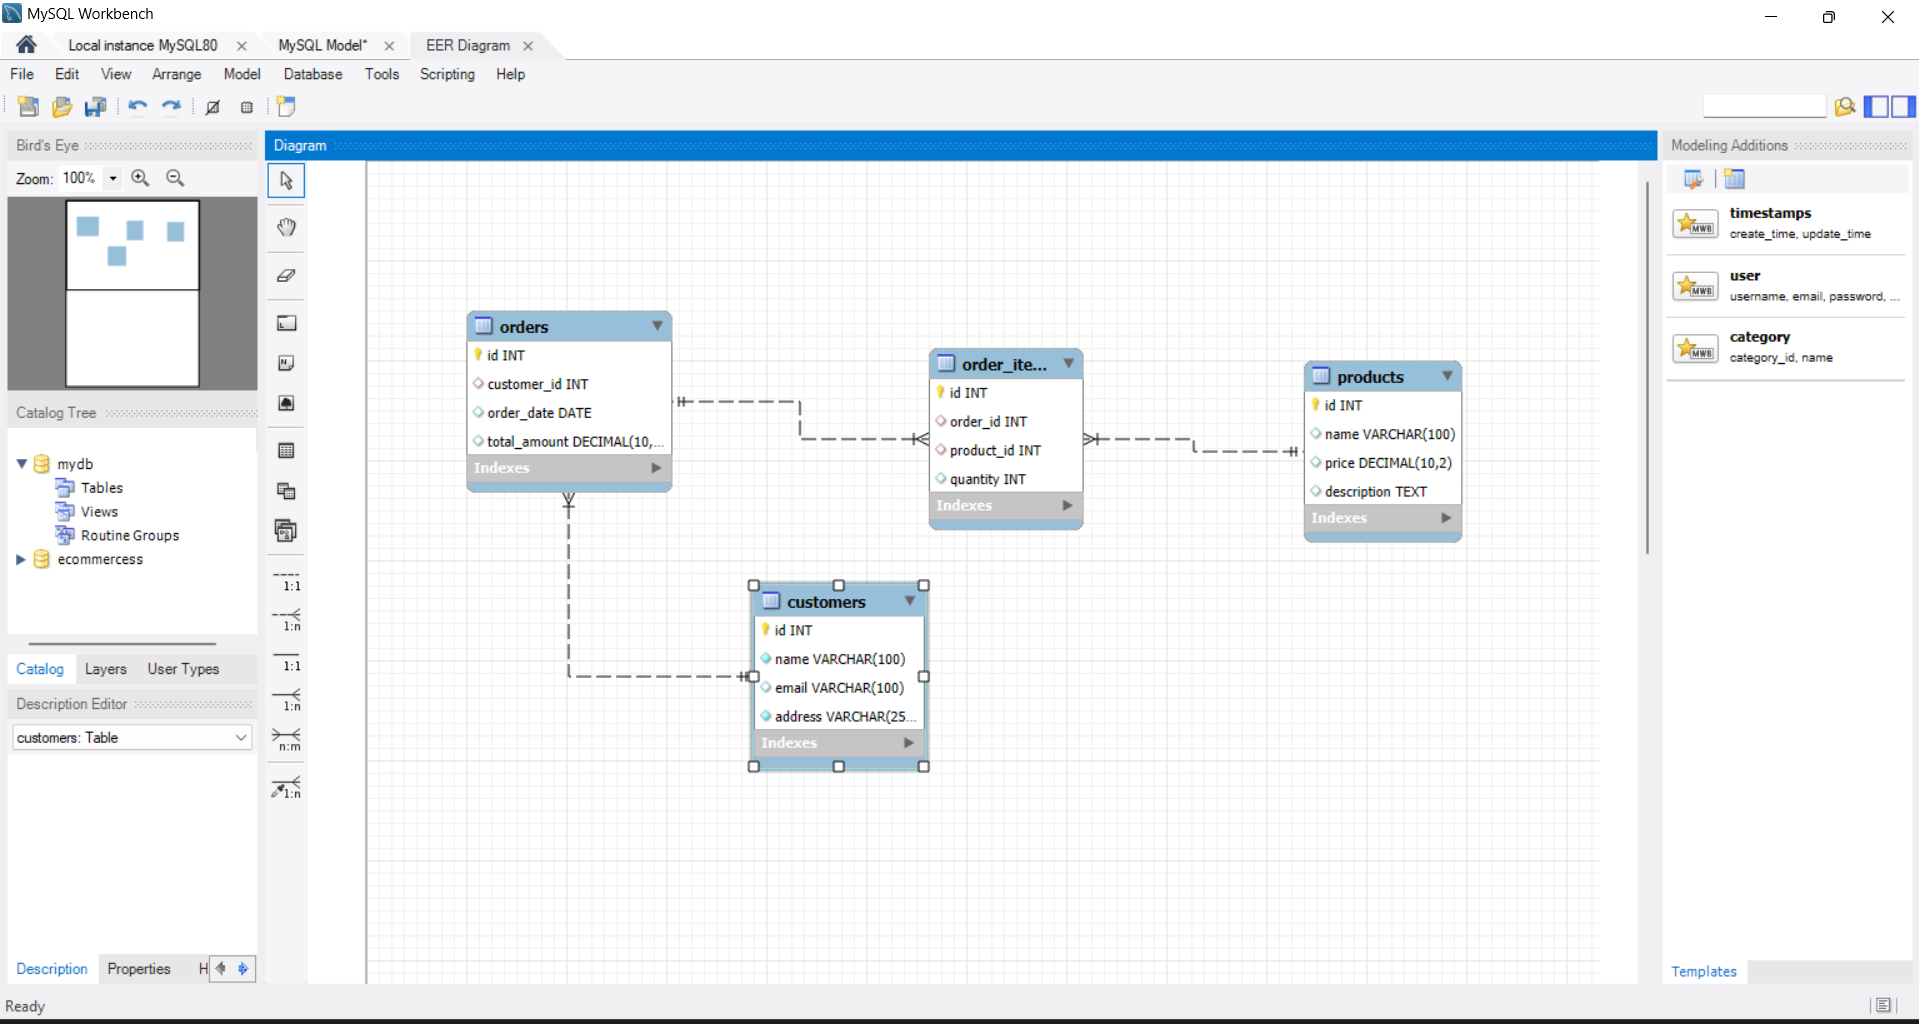 MySQL Workbench
Local instance MySQL80
MySQL Model*
EER Diagram
File Edit View Arrange Model Database Tools Scripting Help
Bird's Eye
Zoom: 100%
Catalog Tree
mydb
Tables
Views
Routine Groups
ecommercess
Catalog Layers User Types
Description Editor
customers: Table
Description Properties H
Ready
Diagram
1:1
1:n
1:1
1:n
n:m
1:n
orders
id INT
customer_id INT
order_date DATE
total_amount DECIMAL(10,...
Indexes
order_ite...
id INT
order_id INT
product_id INT
quantity INT
Indexes
products
id INT
name VARCHAR(100)
price DECIMAL(10,2)
description TEXT
Indexes
customers
id INT
name VARCHAR(100)
email VARCHAR(100)
address VARCHAR(25...
Indexes
Modeling Additions
MWB
timestamps
create_time, update_time
MWB
user
username, email, password, ...
MWB
category
category_id, name
Templates